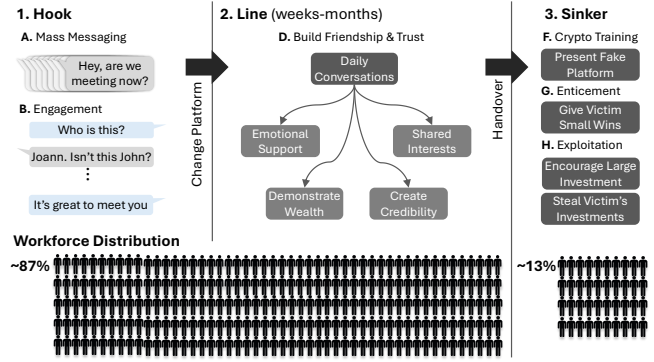 1. Hook
A. Mass Messaging
Hey, are we
meeting now?
B. Engagement
Who is this?
Joann. Isn't this John?
⋮
It's great to meet you
Change Platform
2. Line (weeks-months)
D. Build Friendship & Trust
Daily
Conversations
Emotional
Support
Shared
Interests
Demonstrate
Wealth
Create
Credibility
Handover
3. Sinker
F. Crypto Training
Present Fake
Platform
G. Enticement
Give Victim
Small Wins
H. Exploitation
Encourage Large
Investment
Steal Victim's
Investments
Workforce Distribution
~87%
~13%